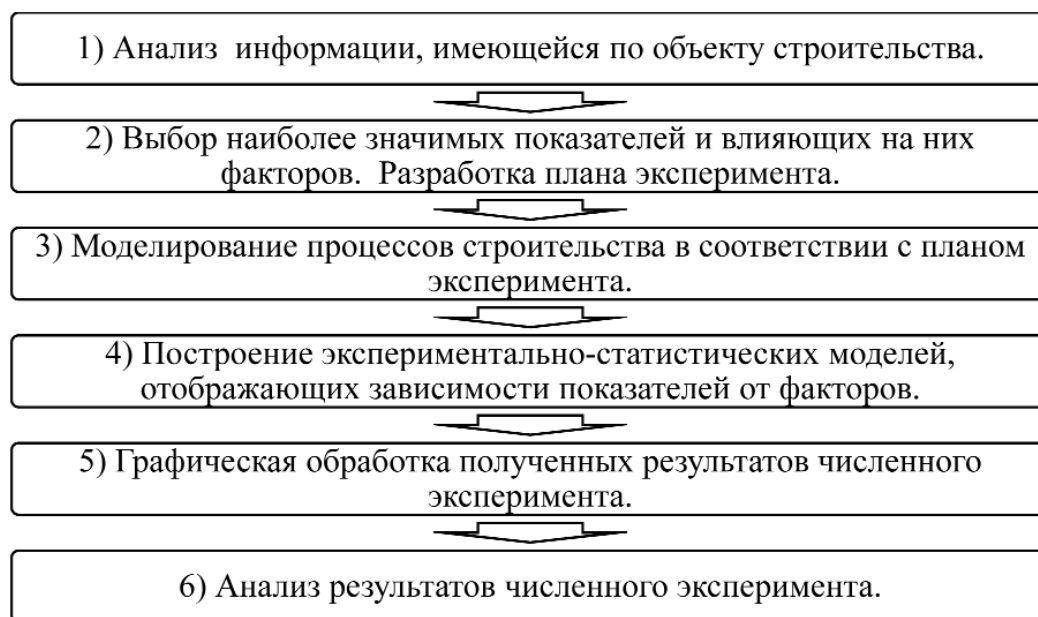 1) Анализ  информации, имеющейся по объекту строительства.
2) Выбор наиболее значимых показателей и влияющих на них
факторов.  Разработка плана эксперимента.
3) Моделирование процессов строительства в соответствии с планом
эксперимента.
4) Построение экспериментально-статистических моделей,
отображающих зависимости показателей от факторов.
5) Графическая обработка полученных результатов численного
эксперимента.
6) Анализ результатов численного эксперимента.